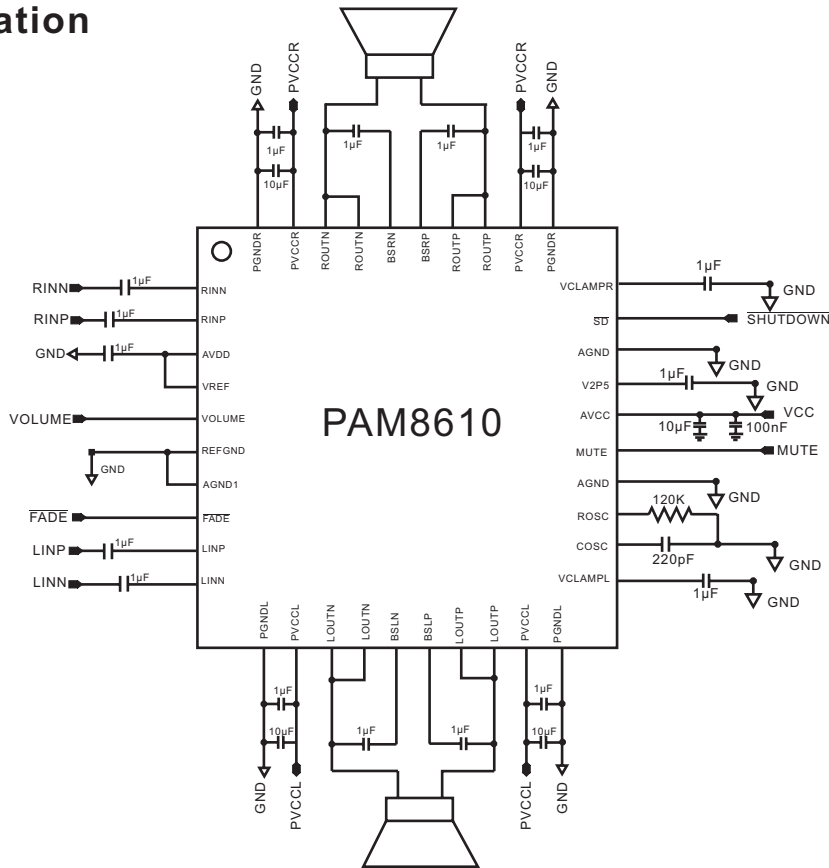 ation
GND
PVCCR
PVCCR
GND
1µF
10µF
1µF
1µF
1µF
10µF
PGNDR
PVCCR
ROUTN
ROUTN
BSRN
BSRP
ROUTP
ROUTP
PVCCR
PGNDR
RINN
1µF
RINN
RINP
1µF
RINP
GND
1µF
AVDD
VREF
VOLUME
VOLUME
REFGND
GND
AGND1
FADE
FADE
LINP
1µF
LINP
LINN
1µF
LINN
PAM8610
VCLAMPR
1µF
GND
SD
SHUTDOWN
AGND
GND
V2P5
1µF
GND
AVCC
VCC
10µF
100nF
MUTE
MUTE
AGND
GND
ROSC
120K
COSC
220pF
GND
VCLAMPL
1µF
GND
PGNDL
PVCCL
LOUTN
LOUTN
BSLN
BSLP
LOUTP
LOUTP
PVCCL
PGNDL
1µF
10µF
1µF
1µF
1µF
10µF
GND
PVCCL
PVCCL
GND